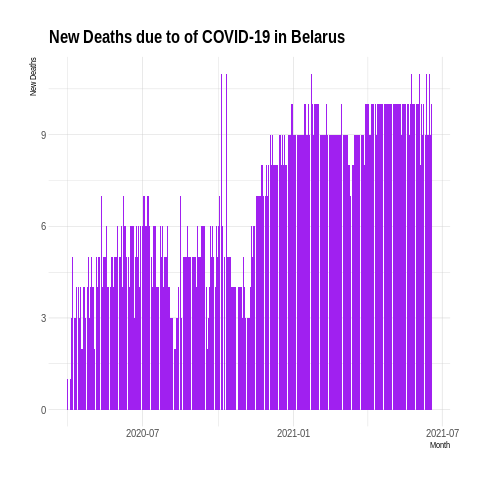 New Deaths due to of COVID-19 in Belarus
New Deaths
9
6
3
0
2020-07 2021-01 2021-07
Month